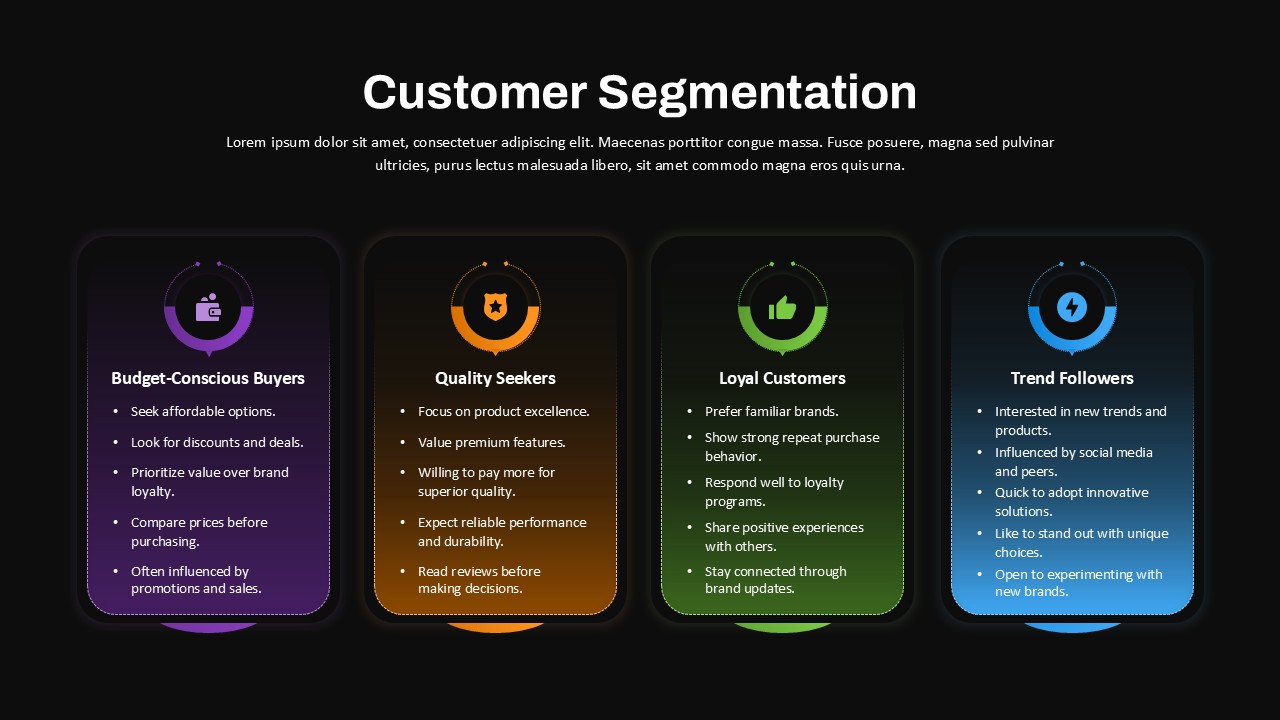 Customer Segmentation
Lorem ipsum dolor sit amet, consectetuer adipiscing elit. Maecenas porttitor congue massa. Fusce posuere, magna sed pulvinar
ultricies, purus lectus malesuada libero, sit amet commodo magna eros quis urna.
Budget-Conscious Buyers
• Seek affordable options.
• Look for discounts and deals.
• Prioritize value over brand
loyalty.
• Compare prices before
purchasing.
• Often influenced by
promotions and sales.
Quality Seekers
• Focus on product excellence.
• Value premium features.
• Willing to pay more for
superior quality.
• Expect reliable performance
and durability.
• Read reviews before
making decisions.
Loyal Customers
• Prefer familiar brands.
• Show strong repeat purchase
behavior.
• Respond well to loyalty
programs.
• Share positive experiences
with others.
• Stay connected through
brand updates.
Trend Followers
• Interested in new trends and
products.
• Influenced by social media
and peers.
• Quick to adopt innovative
solutions.
• Like to stand out with unique
choices.
• Open to experimenting with
new brands.